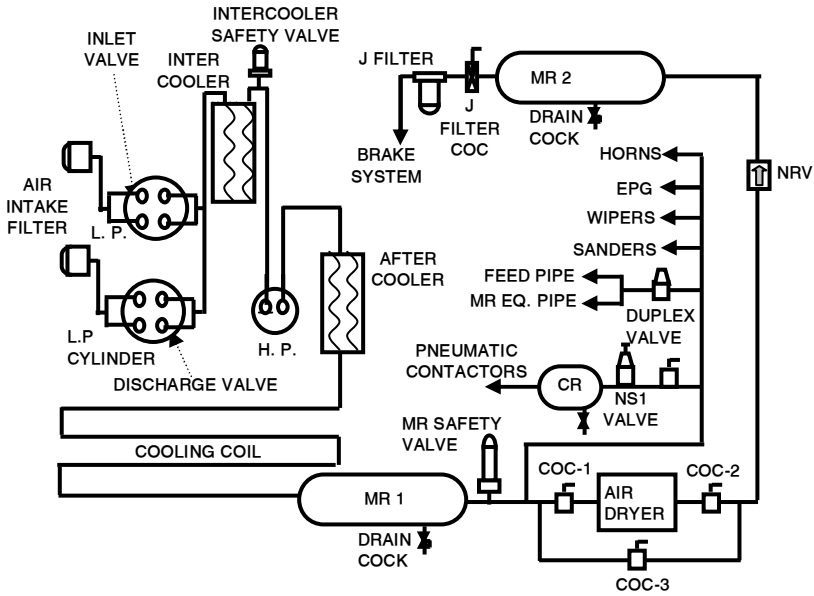 INTERCOOLER
SAFETY VALVE
INLET
VALVE
INTER
COOLER
J FILTER
MR 2
J
FILTER
COC
DRAIN
COCK
BRAKE
SYSTEM
HORNS
NRV
EPG
AIR
INTAKE
FILTER
L. P.
WIPERS
SANDERS
AFTER
COOLER
FEED PIPE
MR EQ. PIPE
DUPLEX
VALVE
L.P
CYLINDER
H. P.
DISCHARGE VALVE
PNEUMATIC
CONTACTORS
CR
NS1
VALVE
MR SAFETY
VALVE
COOLING COIL
COC-1
COC-2
MR 1
AIR
DRYER
DRAIN
COCK
COC-3